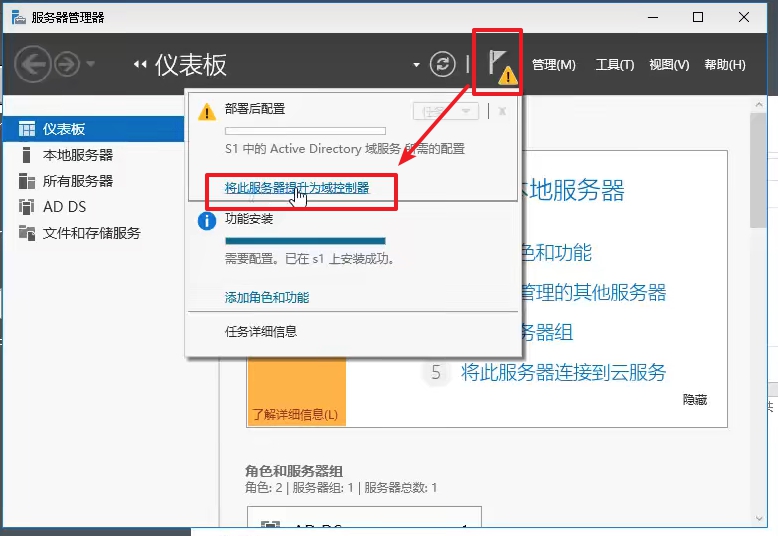 服务器管理器
仪表板
管理(M) 工具(T) 视图(V) 帮助(H)
仪表板
本地服务器
所有服务器
AD DS
文件和存储服务
部署后配置
任务
S1 中的 Active Directory 域服务 所需的配置
将此服务器提升为域控制器
功能安装
需要配置。已在 s1 上安装成功。
添加角色和功能
任务详细信息
本地服务器
色和功能
管理的其他服务器
务器组
5 将此服务器连接到云服务
隐藏
了解详细信息(L)
角色和服务器组
角色: 2 | 服务器组: 1 | 服务器总数: 1
AD DS 1